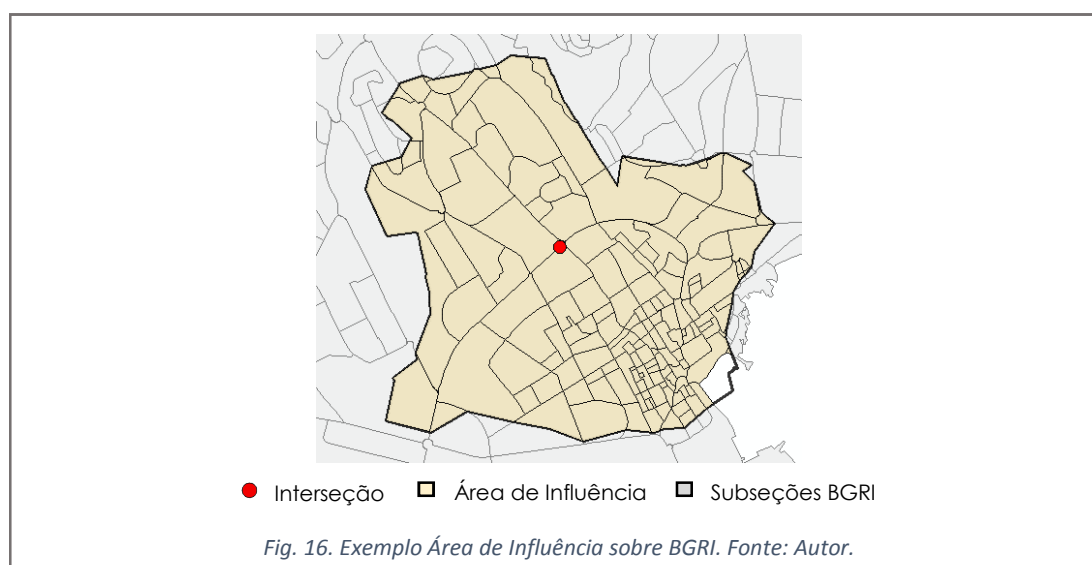 Interseção Área de Influência Subseções BGRI
Fig. 16. Exemplo Área de Influência sobre BGRI. Fonte: Autor.